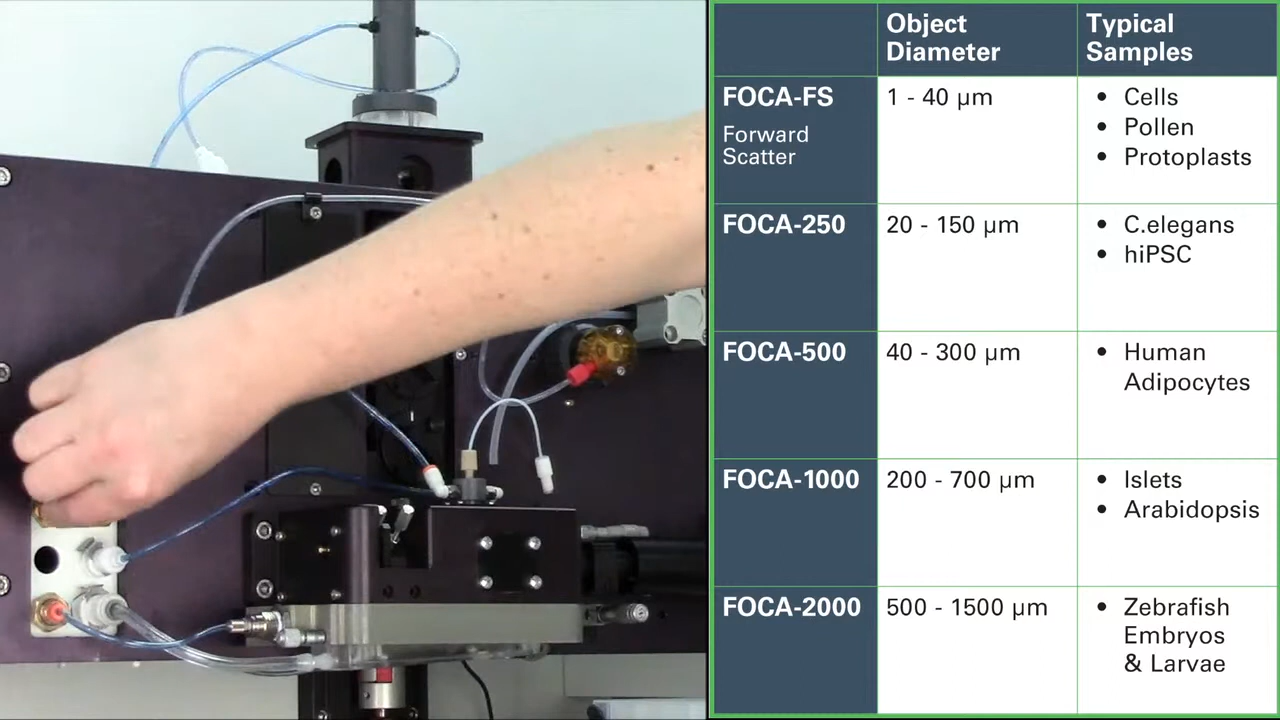 Object
Diameter
Typical
Samples
FOCA-FS
Forward
Scatter
1 - 40 µm
• Cells
• Pollen
• Protoplasts
FOCA-250
20 - 150 µm
• C.elegans
• hiPSC
FOCA-500
40 - 300 µm
• Human
Adipocytes
FOCA-1000
200 - 700 µm
• Islets
• Arabidopsis
FOCA-2000
500 - 1500 µm
• Zebrafish
Embryos
& Larvae